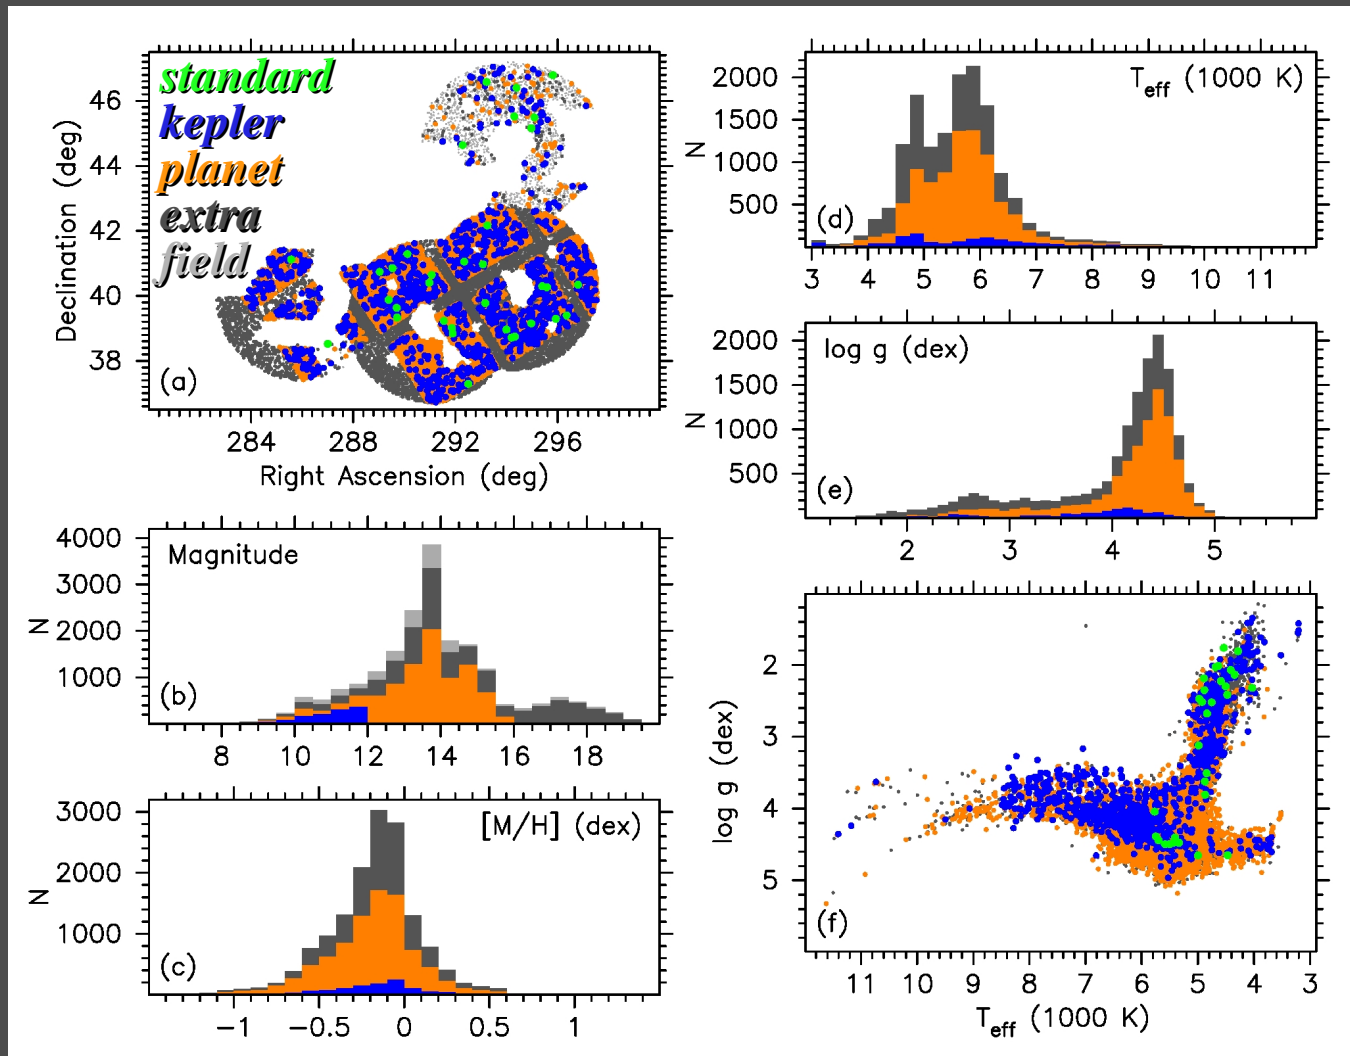 standard
kepler
planet
extra
field
(a)
Declination (deg)
46
44
42
40
38
284 288 292 296
Right Ascension (deg)
Magnitude
(b)
N
4000
3000
2000
1000
8 10 12 14 16 18
[M/H] (dex)
(c)
N
3000
2000
1000
−1 −0.5 0 0.5 1
T_eff (1000 K)
(d)
N
2000
1500
1000
500
3 4 5 6 7 8 9 10 11
log g (dex)
(e)
N
2000
1500
1000
500
2 3 4 5
(f)
log g (dex)
2
3
4
5
11 10 9 8 7 6 5 4 3
T_eff (1000 K)